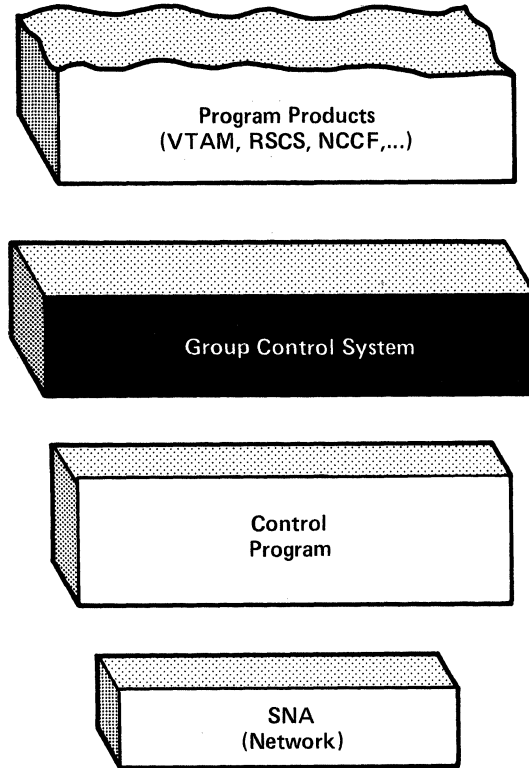 Program Products
(VTAM, RSCS, NCCF,...)
Group Control System
Control
Program
SNA
(Network)